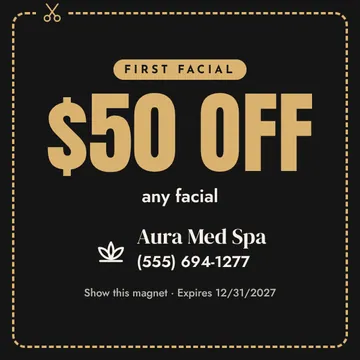 FIRST FACIAL
$50 OFF
any facial
Aura Med Spa
(555) 694-1277
Show this magnet · Expires 12/31/2027